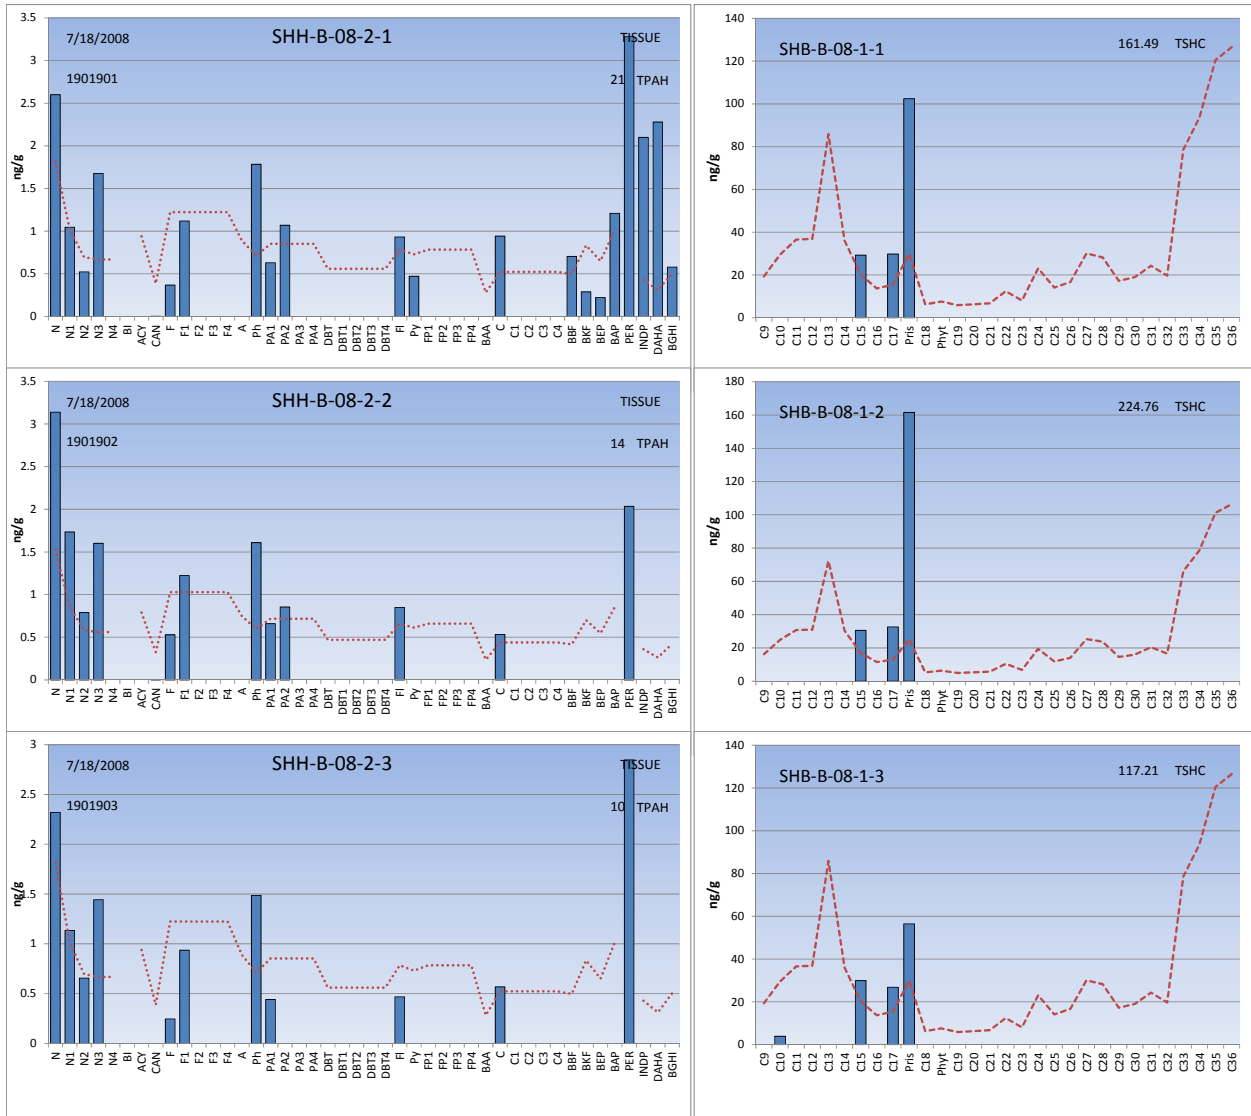 SHH-B-08-2-1
7/18/2008
TISSUE
1901901
21 TPAH
ng/g
3.5
3
2.5
2
1.5
1
0.5
0
N N1 N2 N3 N4 BI ACY CAN F F1 F2 F3 F4 A Ph PA1 PA2 PA3 PA4 DBT DBT1 DBT2 DBT3 DBT4 Fl Py FP1 FP2 FP3 FP4 BAA C C1 C2 C3 C4 BBF BKF BEP BAP PER INDP DAHA BGHI
SHB-B-08-1-1
161.49 TSHC
ng/g
140
120
100
80
60
40
20
0
C9 C10 C11 C12 C13 C14 C15 C16 C17 Pris C18 Phyt C19 C20 C21 C22 C23 C24 C25 C26 C27 C28 C29 C30 C31 C32 C33 C34 C35 C36
SHH-B-08-2-2
7/18/2008
TISSUE
1901902
14 TPAH
ng/g
3.5
3
2.5
2
1.5
1
0.5
0
N N1 N2 N3 N4 BI ACY CAN F F1 F2 F3 F4 A Ph PA1 PA2 PA3 PA4 DBT DBT1 DBT2 DBT3 DBT4 Fl Py FP1 FP2 FP3 FP4 BAA C C1 C2 C3 C4 BBF BKF BEP BAP PER INDP DAHA BGHI
SHB-B-08-1-2
224.76 TSHC
ng/g
180
160
140
120
100
80
60
40
20
0
C9 C10 C11 C12 C13 C14 C15 C16 C17 Pris C18 Phyt C19 C20 C21 C22 C23 C24 C25 C26 C27 C28 C29 C30 C31 C32 C33 C34 C35 C36
SHH-B-08-2-3
7/18/2008
TISSUE
1901903
10 TPAH
ng/g
3
2.5
2
1.5
1
0.5
0
N N1 N2 N3 N4 BI ACY CAN F F1 F2 F3 F4 A Ph PA1 PA2 PA3 PA4 DBT DBT1 DBT2 DBT3 DBT4 Fl Py FP1 FP2 FP3 FP4 BAA C C1 C2 C3 C4 BBF BKF BEP BAP PER INDP DAHA BGHI
SHB-B-08-1-3
117.21 TSHC
ng/g
140
120
100
80
60
40
20
0
C9 C10 C11 C12 C13 C14 C15 C16 C17 Pris C18 Phyt C19 C20 C21 C22 C23 C24 C25 C26 C27 C28 C29 C30 C31 C32 C33 C34 C35 C36